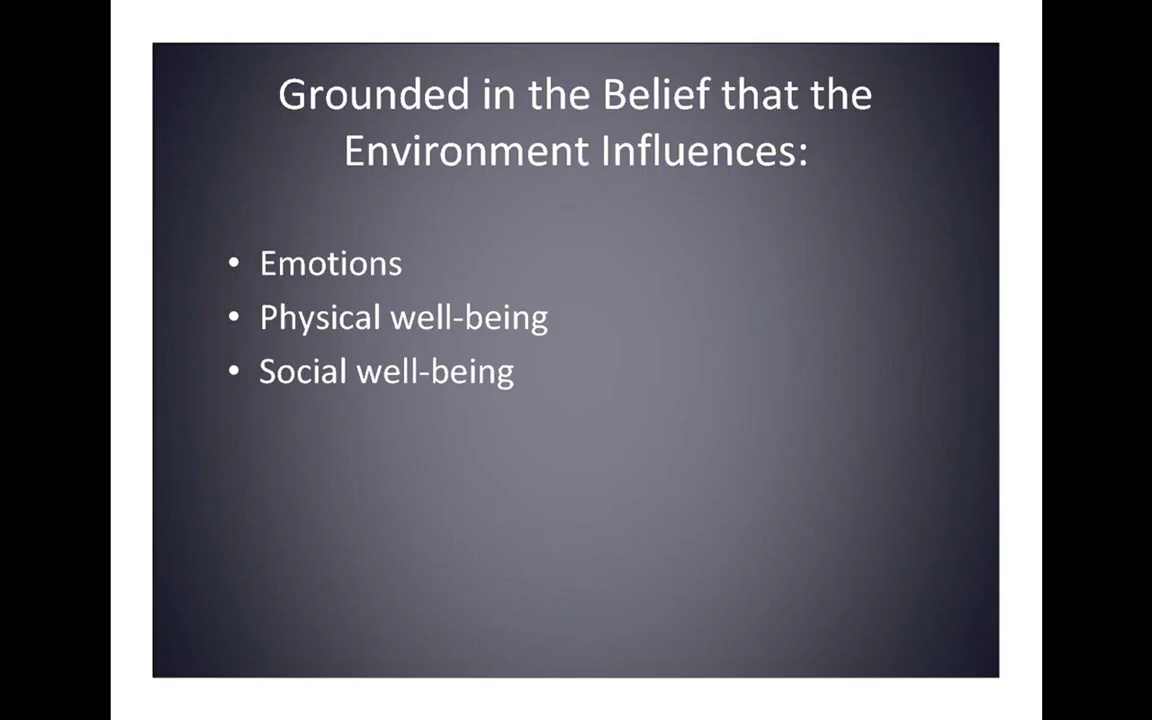 Grounded in the Belief that the
Environment Influences:
• Emotions
• Physical well-being
• Social well-being